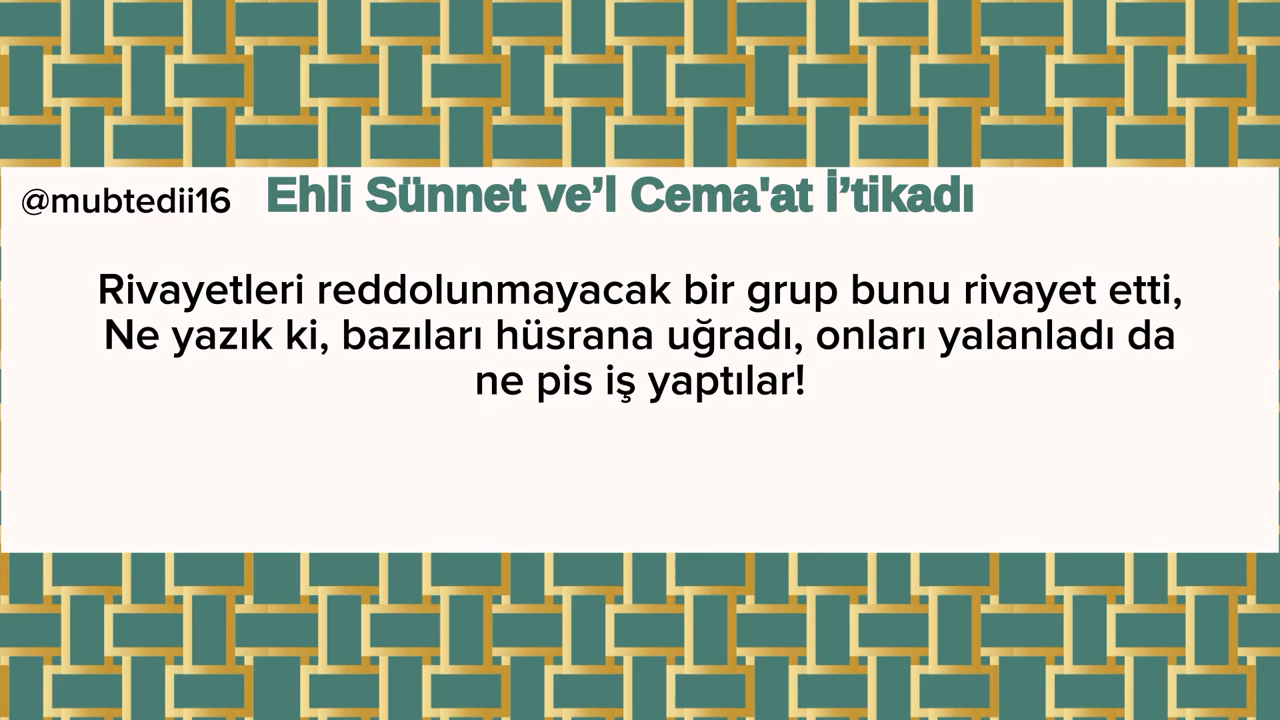 @mubtedii16
Ehli Sünnet ve’l Cema'at İ’tikadı
Rivayetleri reddolunmayacak bir grup bunu rivayet etti,
Ne yazık ki, bazıları hüsrana uğradı, onları yalanladı da
ne pis iş yaptılar!